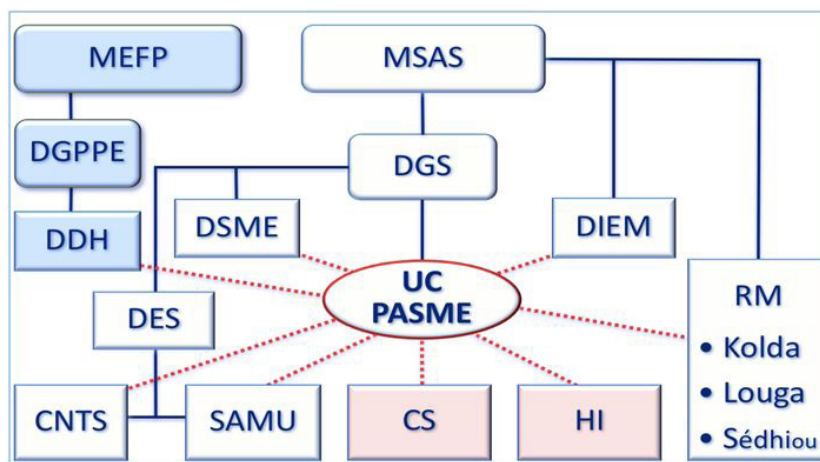 MEFP
MSAS
DGPPE
DGS
DDH
DSME
DIEM
UC
PASME
DES
RM
• Kolda
• Louga
• Sédhiou
CNTS
SAMU
CS
HI